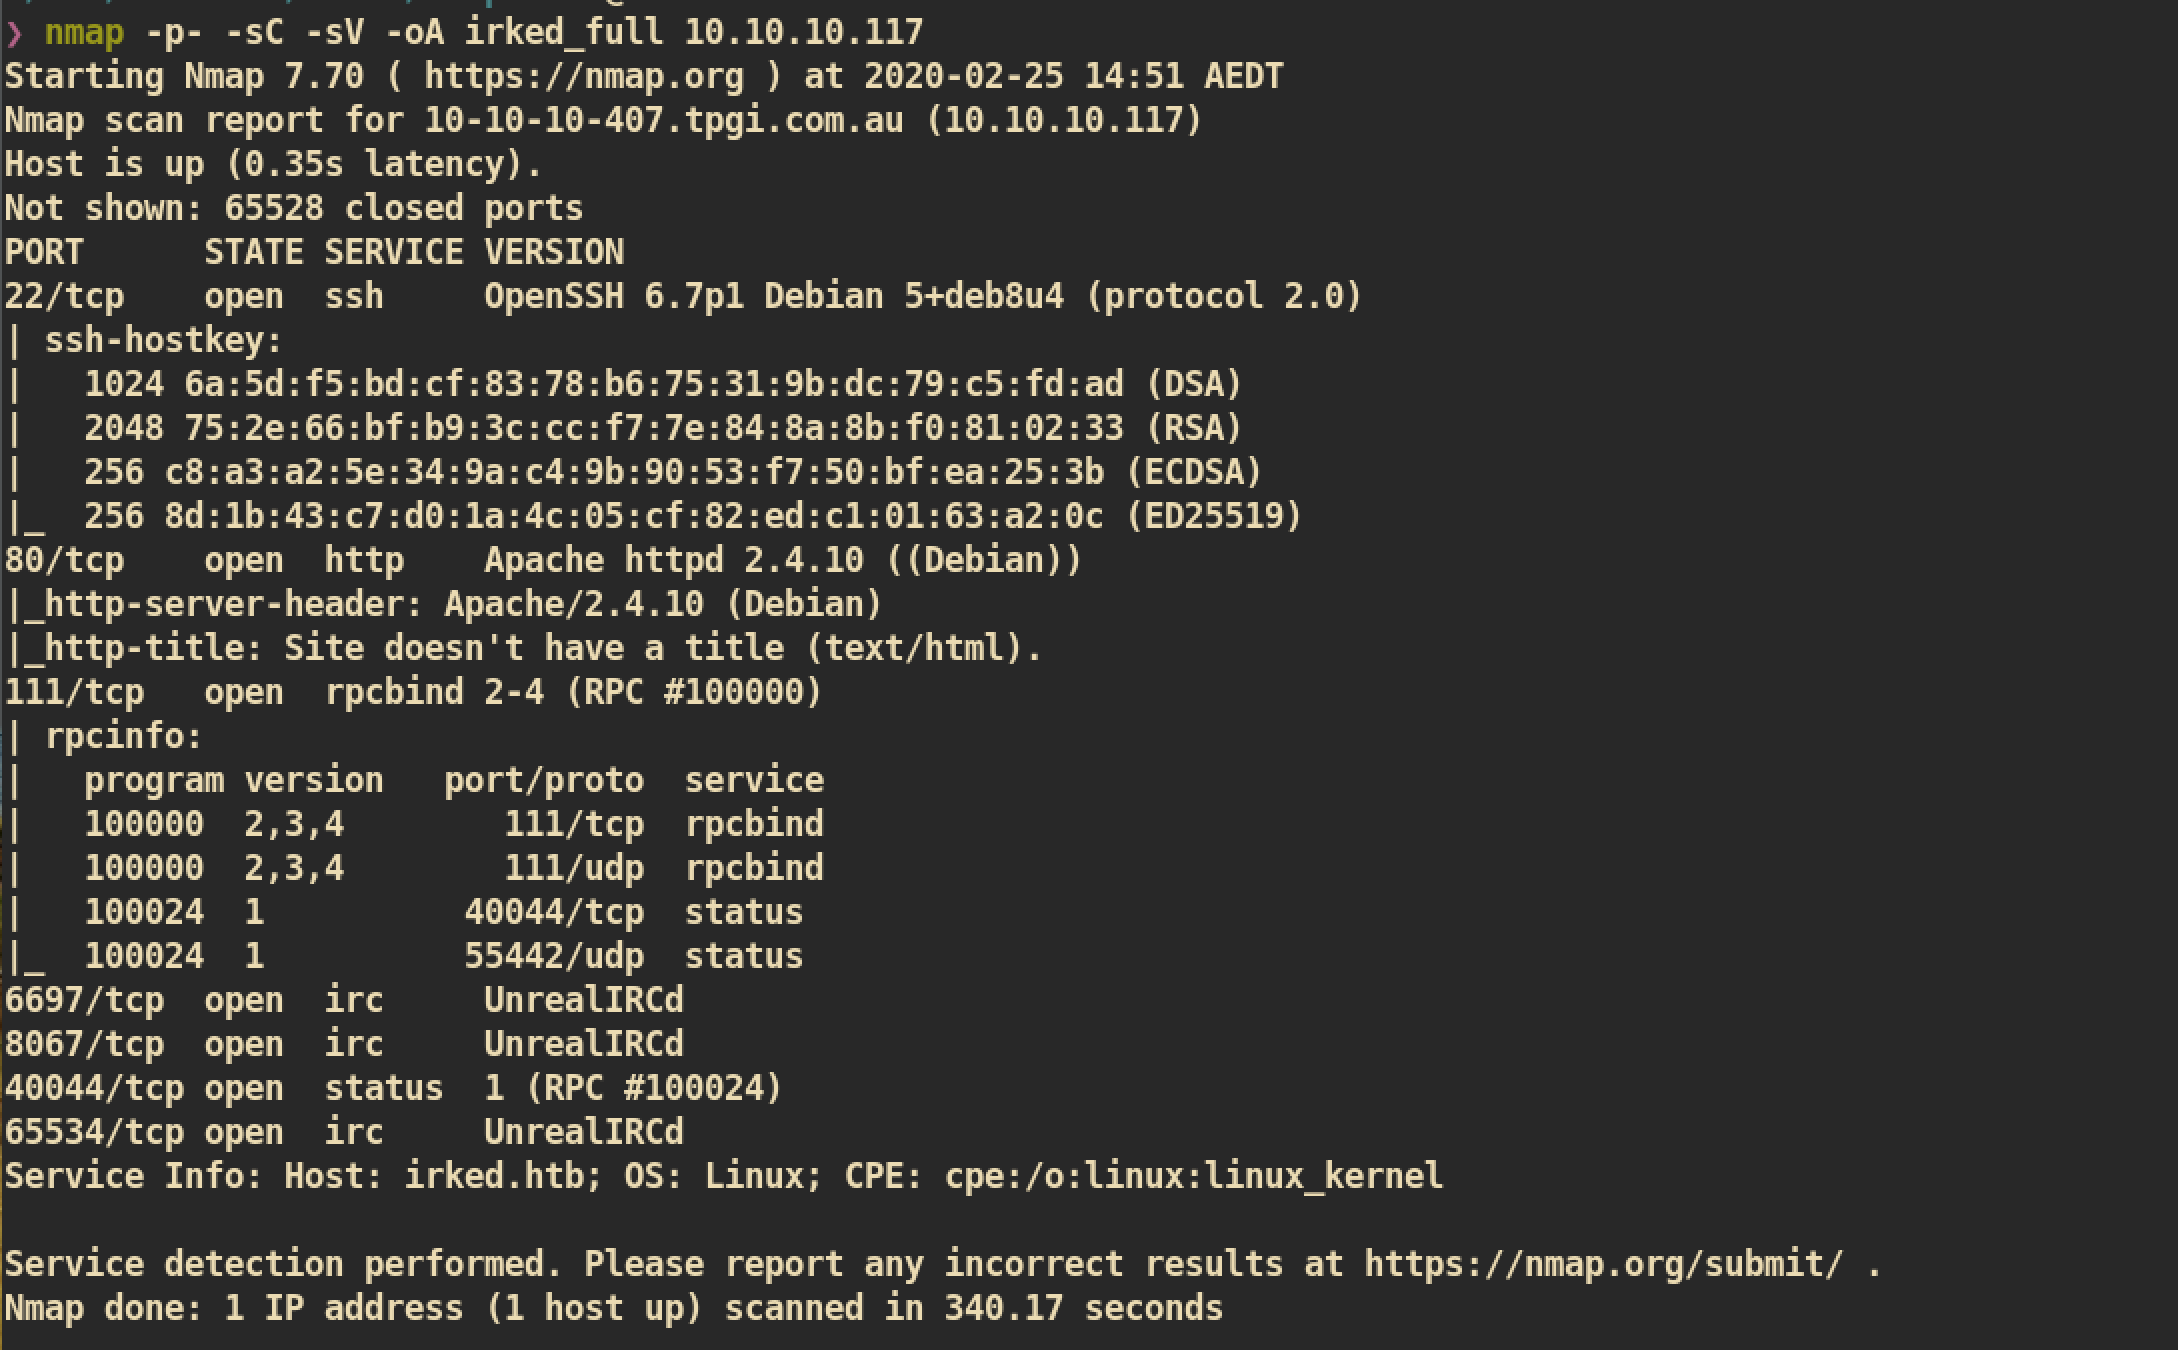 ❯ nmap -p- -sC -sV -oA irked_full 10.10.10.117
Starting Nmap 7.70 ( https://nmap.org ) at 2020-02-25 14:51 AEDT
Nmap scan report for 10-10-10-407.tpgi.com.au (10.10.10.117)
Host is up (0.35s latency).
Not shown: 65528 closed ports
PORT      STATE SERVICE VERSION
22/tcp    open  ssh     OpenSSH 6.7p1 Debian 5+deb8u4 (protocol 2.0)
| ssh-hostkey:
|   1024 6a:5d:f5:bd:cf:83:78:b6:75:31:9b:dc:79:c5:fd:ad (DSA)
|   2048 75:2e:66:bf:b9:3c:cc:f7:7e:84:8a:8b:f0:81:02:33 (RSA)
|   256 c8:a3:a2:5e:34:9a:c4:9b:90:53:f7:50:bf:ea:25:3b (ECDSA)
|_  256 8d:1b:43:c7:d0:1a:4c:05:cf:82:ed:c1:01:63:a2:0c (ED25519)
80/tcp    open  http    Apache httpd 2.4.10 ((Debian))
|_http-server-header: Apache/2.4.10 (Debian)
|_http-title: Site doesn't have a title (text/html).
111/tcp   open  rpcbind 2-4 (RPC #100000)
| rpcinfo:
|   program version   port/proto  service
|   100000  2,3,4        111/tcp  rpcbind
|   100000  2,3,4        111/udp  rpcbind
|   100024  1          40044/tcp  status
|_  100024  1          55442/udp  status
6697/tcp  open  irc     UnrealIRCd
8067/tcp  open  irc     UnrealIRCd
40044/tcp open  status  1 (RPC #100024)
65534/tcp open  irc     UnrealIRCd
Service Info: Host: irked.htb; OS: Linux; CPE: cpe:/o:linux:linux_kernel

Service detection performed. Please report any incorrect results at https://nmap.org/submit/ .
Nmap done: 1 IP address (1 host up) scanned in 340.17 seconds